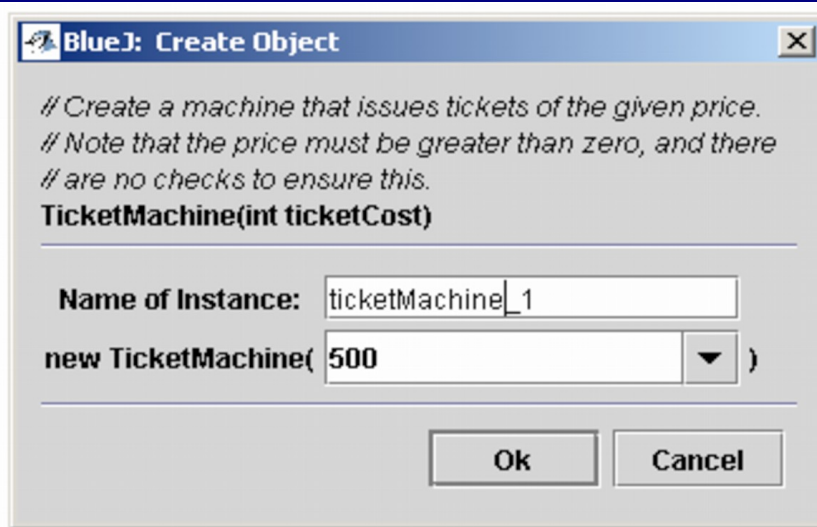 BlueJ: Create Object
// Create a machine that issues tickets of the given price.
// Note that the price must be greater than zero, and there
// are no checks to ensure this.
TicketMachine(int ticketCost)
Name of Instance: ticketMachine_1
new TicketMachine( 500 )
Ok Cancel